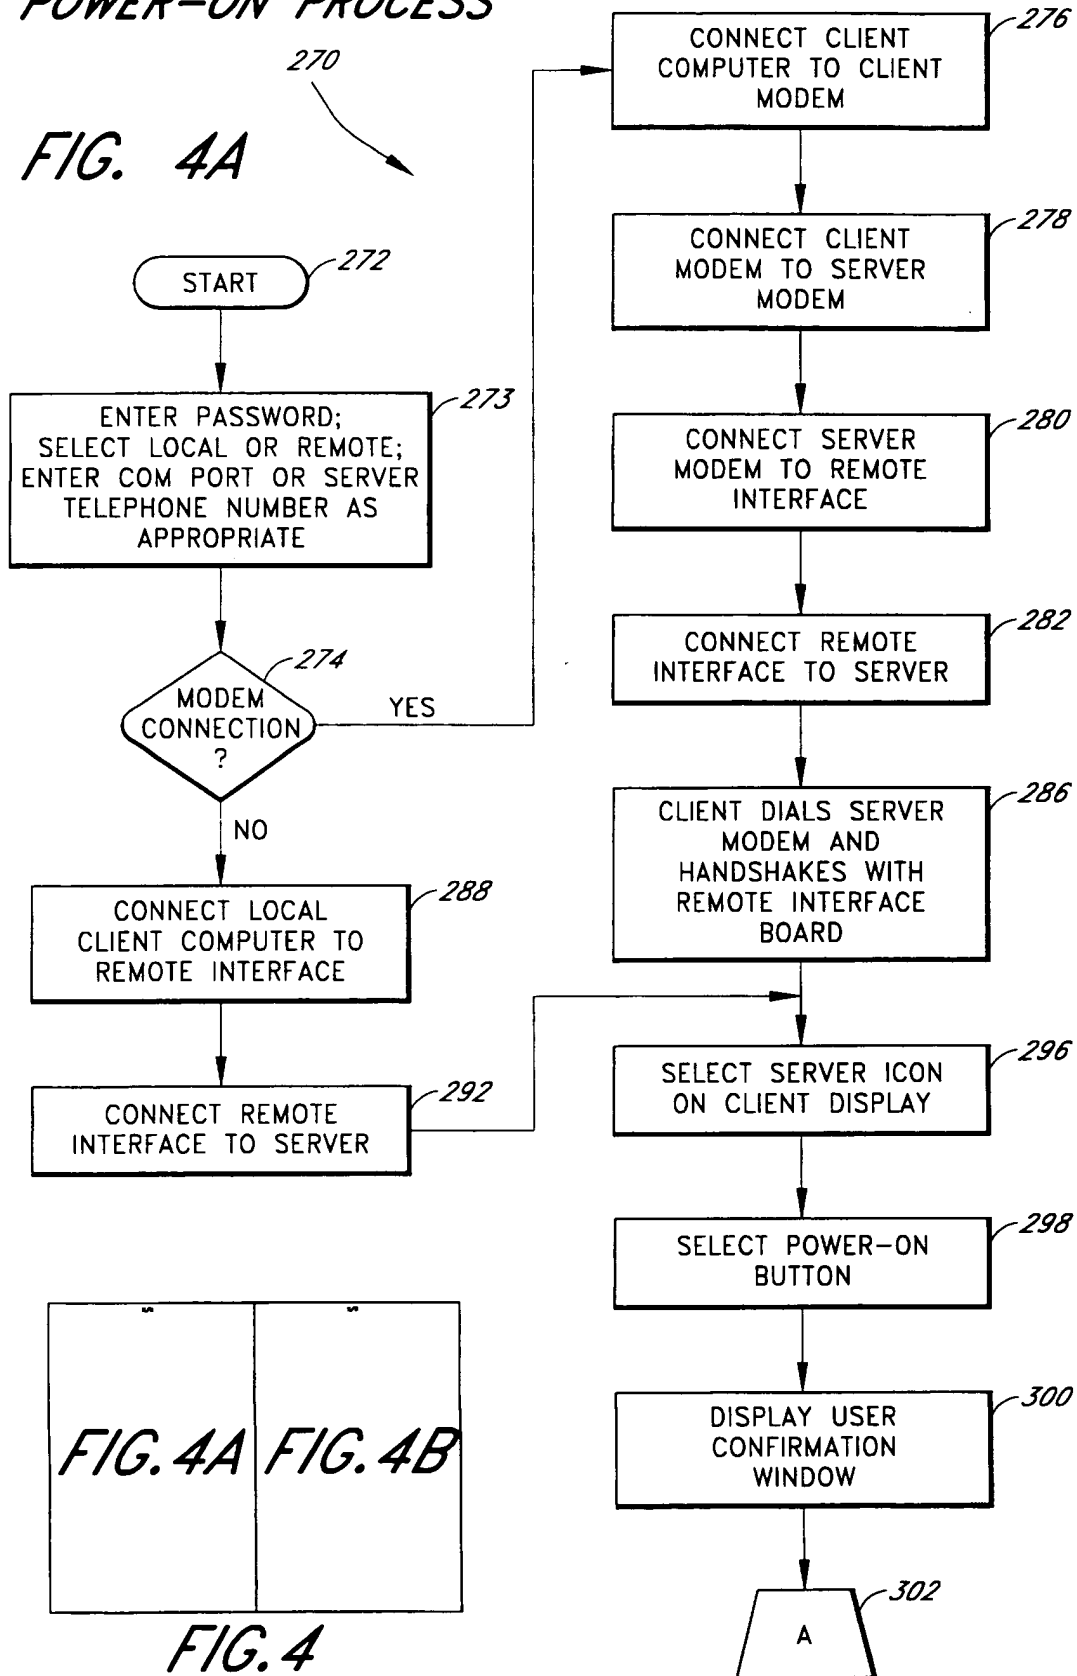 POWER-ON PROCESS
270
FIG. 4A
START
272
ENTER PASSWORD;
SELECT LOCAL OR REMOTE;
ENTER COM PORT OR SERVER
TELEPHONE NUMBER AS
APPROPRIATE
273
MODEM
CONNECTION
?
274
YES
NO
CONNECT LOCAL
CLIENT COMPUTER TO
REMOTE INTERFACE
288
CONNECT REMOTE
INTERFACE TO SERVER
292
CONNECT CLIENT
COMPUTER TO CLIENT
MODEM
276
CONNECT CLIENT
MODEM TO SERVER
MODEM
278
CONNECT SERVER
MODEM TO REMOTE
INTERFACE
280
CONNECT REMOTE
INTERFACE TO SERVER
282
CLIENT DIALS SERVER
MODEM AND
HANDSHAKES WITH
REMOTE INTERFACE
BOARD
286
SELECT SERVER ICON
ON CLIENT DISPLAY
296
SELECT POWER-ON
BUTTON
298
DISPLAY USER
CONFIRMATION
WINDOW
300
A
302
FIG. 4A
FIG. 4B
FIG. 4